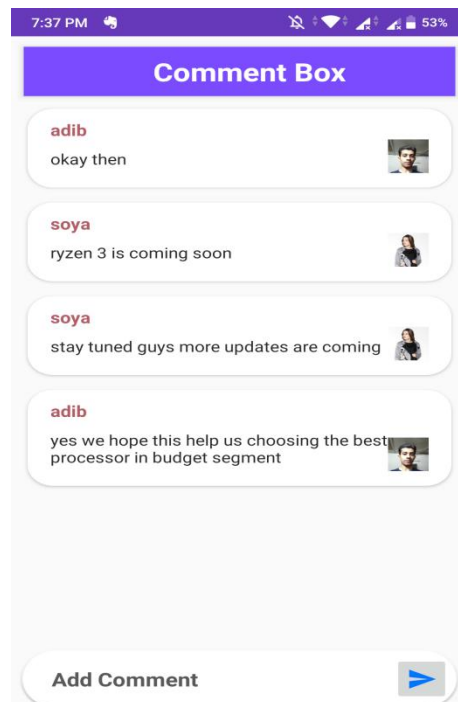 7:37 PM 53%
Comment Box
adib
okay then
soya
ryzen 3 is coming soon
soya
stay tuned guys more updates are coming
adib
yes we hope this help us choosing the best
processor in budget segment
Add Comment